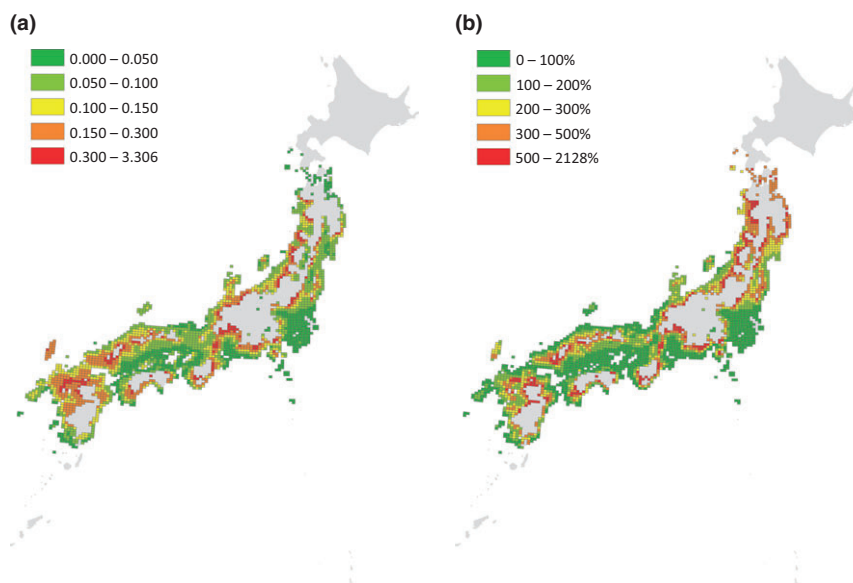 (a)
0.000 – 0.050
0.050 – 0.100
0.100 – 0.150
0.150 – 0.300
0.300 – 3.306
(b)
0 – 100%
100 – 200%
200 – 300%
300 – 500%
500 – 2128%